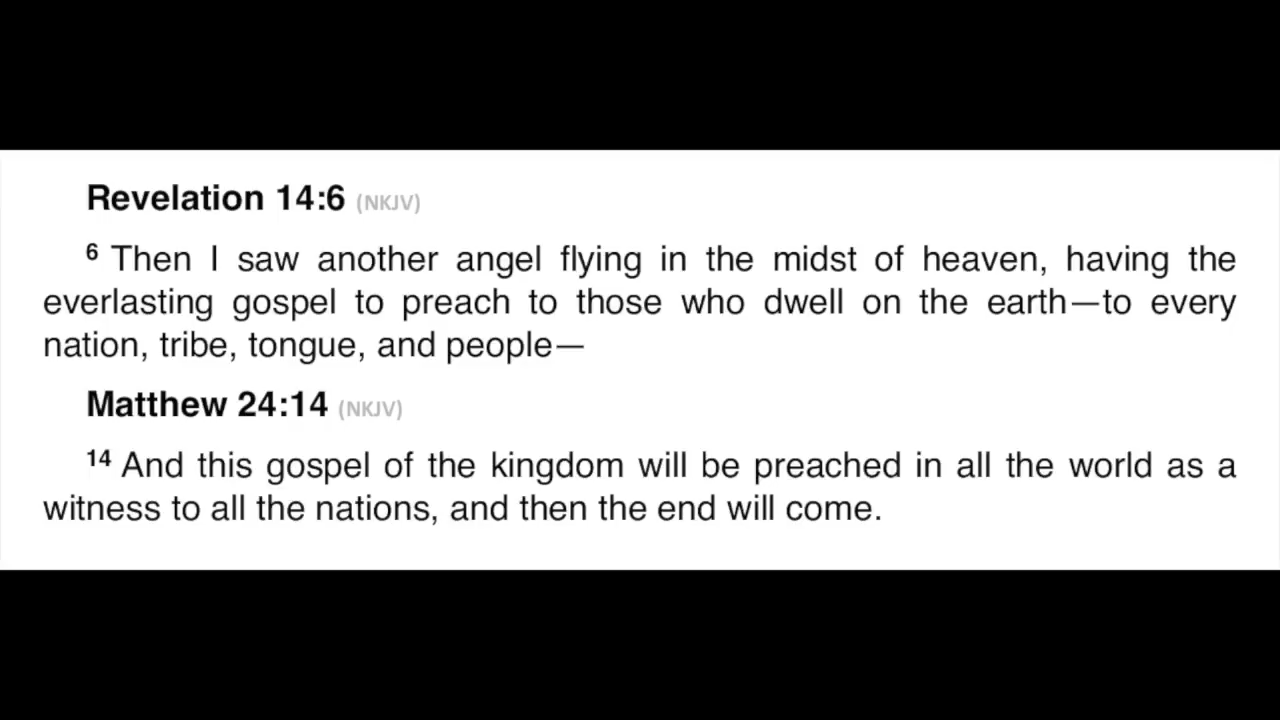 Revelation 14:6 (NKJV)
6 Then I saw another angel flying in the midst of heaven, having the
everlasting gospel to preach to those who dwell on the earth—to every
nation, tribe, tongue, and people—
Matthew 24:14 (NKJV)
14 And this gospel of the kingdom will be preached in all the world as a
witness to all the nations, and then the end will come.